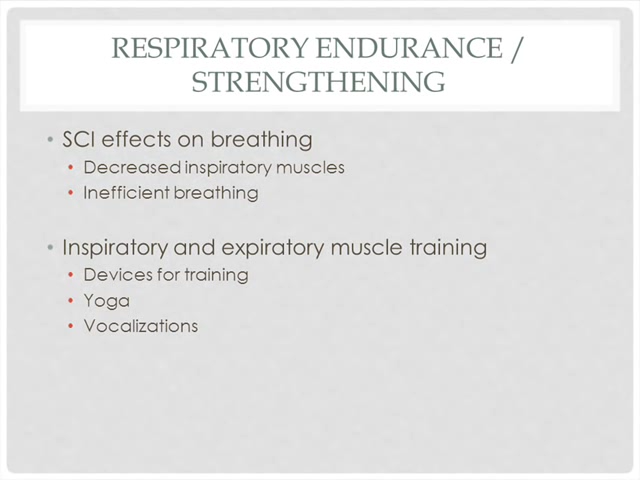 RESPIRATORY ENDURANCE /
STRENGTHENING
• SCI effects on breathing
• Decreased inspiratory muscles
• Inefficient breathing
• Inspiratory and expiratory muscle training
• Devices for training
• Yoga
• Vocalizations